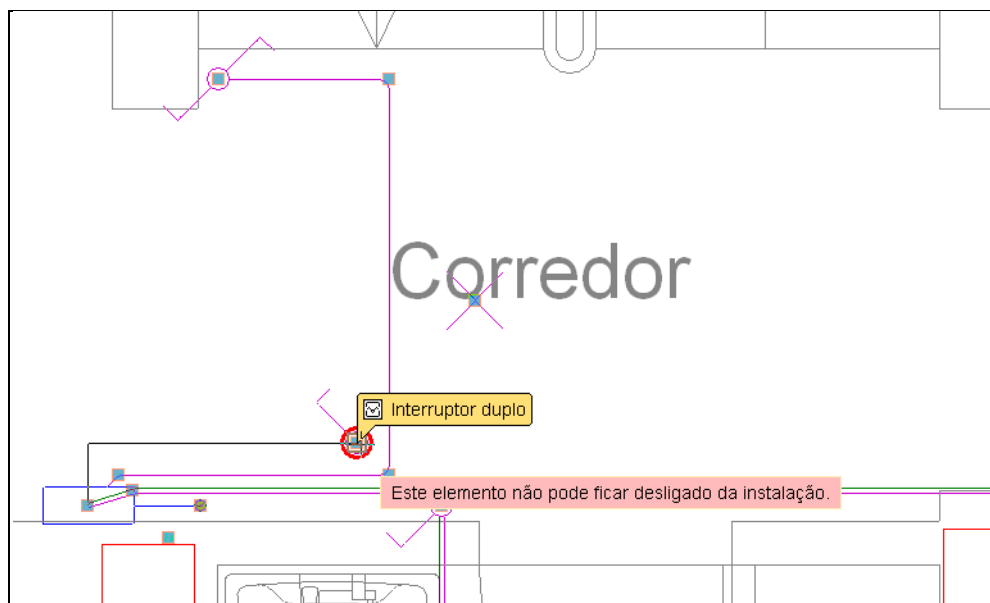 Corredor
Interruptor duplo
Este elemento não pode ficar desligado da instalação.